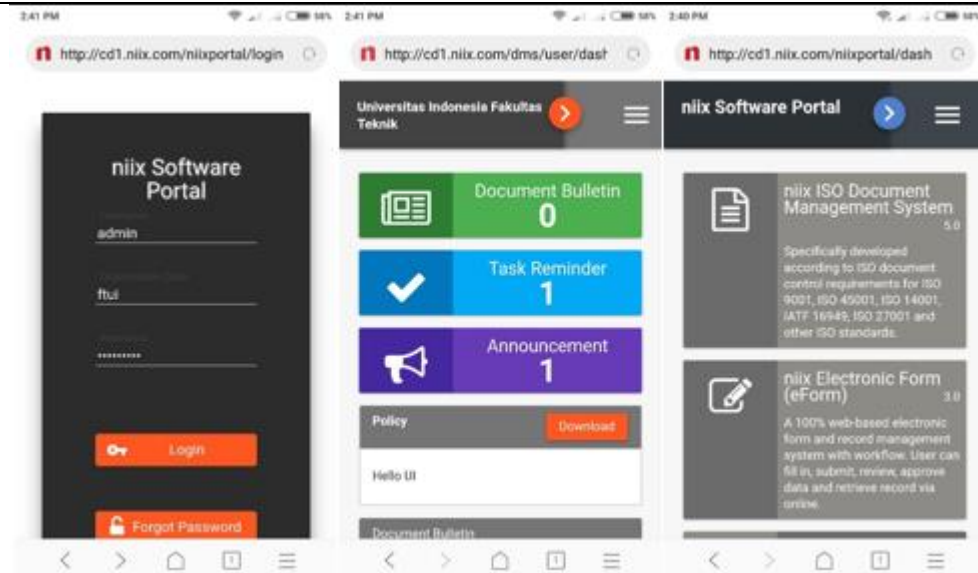 2:41 PM
http://cd1.niix.com/niixportal/login
niix Software
Portal
admin
ftui
Login
Forgot Password
2:41 PM
58%
http://cd1.niix.com/dms/user/dash
Universitas Indonesia Fakultas
Teknik
Document Bulletin
0
Task Reminder
1
Announcement
1
Policy
Download
Hello UI
Document Bulletin
1
2:40 PM
http://cd1.niix.com/niixportal/dash
niix Software Portal
niix ISO Document
Management System
5.0
Specifically developed
according to ISO document
control requirements for ISO
9001, ISO 45001, ISO 14001,
IATF 16949, ISO 27001 and
other ISO standards.
niix Electronic Form
(eForm)
3.0
A 100% web-based electronic
form and record management
system with workflow. User can
fill in, submit, review, approve
data and retrieve record via
online.
1